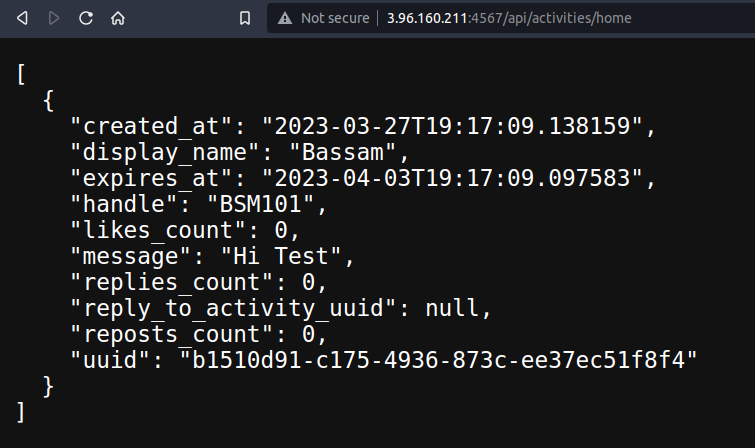 Not secure | 3.96.160.211:4567/api/activities/home
[
  {
    "created_at": "2023-03-27T19:17:09.138159",
    "display_name": "Bassam",
    "expires_at": "2023-04-03T19:17:09.097583",
    "handle": "BSM101",
    "likes_count": 0,
    "message": "Hi Test",
    "replies_count": 0,
    "reply_to_activity_uuid": null,
    "reposts_count": 0,
    "uuid": "b1510d91-c175-4936-873c-ee37ec51f8f4"
  }
]